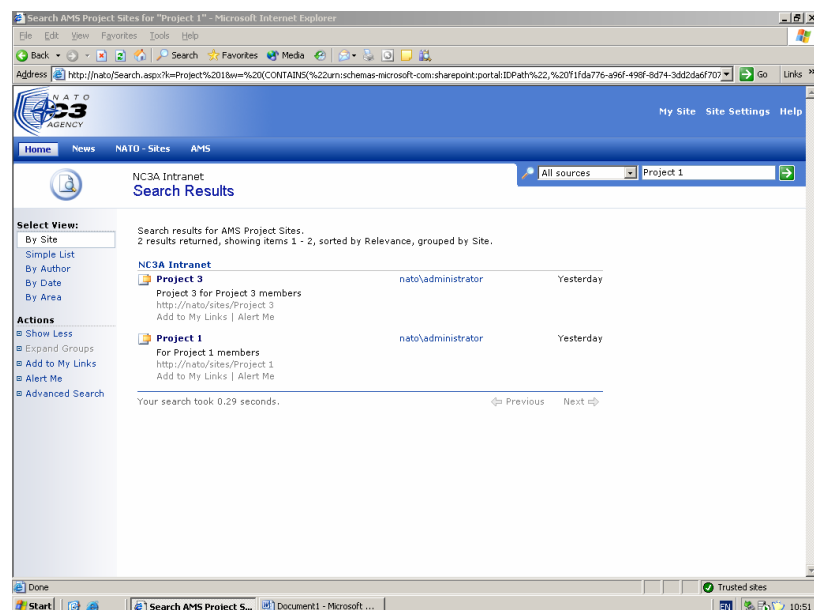 Search AMS Project Sites for "Project 1" - Microsoft Internet Explorer
File Edit View Favorites Tools Help
Back Search Favorites Media
Address http://nato/Search.aspx?k=Project%201&w=%20(CONTAINS(%22urn:schemas-microsoft-com:sharepoint:portal:IDPath%22,%20'f1fda776-a96f-498f-8d74-3dd2da6f707 Go Links »
NATO
C3
AGENCY
My Site Site Settings Help
Home News NATO - Sites AMS
NC3A Intranet
Search Results
All sources Project 1
Select View:
By Site
Simple List
By Author
By Date
By Area
Actions
Show Less
Expand Groups
Add to My Links
Alert Me
Advanced Search
Search results for AMS Project Sites.
2 results returned, showing items 1 - 2, sorted by Relevance, grouped by Site.
NC3A Intranet
Project 3 nato\administrator Yesterday
Project 3 for Project 3 members
http://nato/sites/Project 3
Add to My Links | Alert Me
Project 1 nato\administrator Yesterday
For Project 1 members
http://nato/sites/Project 1
Add to My Links | Alert Me
Your search took 0.29 seconds. Previous Next
Done Trusted sites
Start Search AMS Project S... Document1 - Microsoft ... EN 10:51